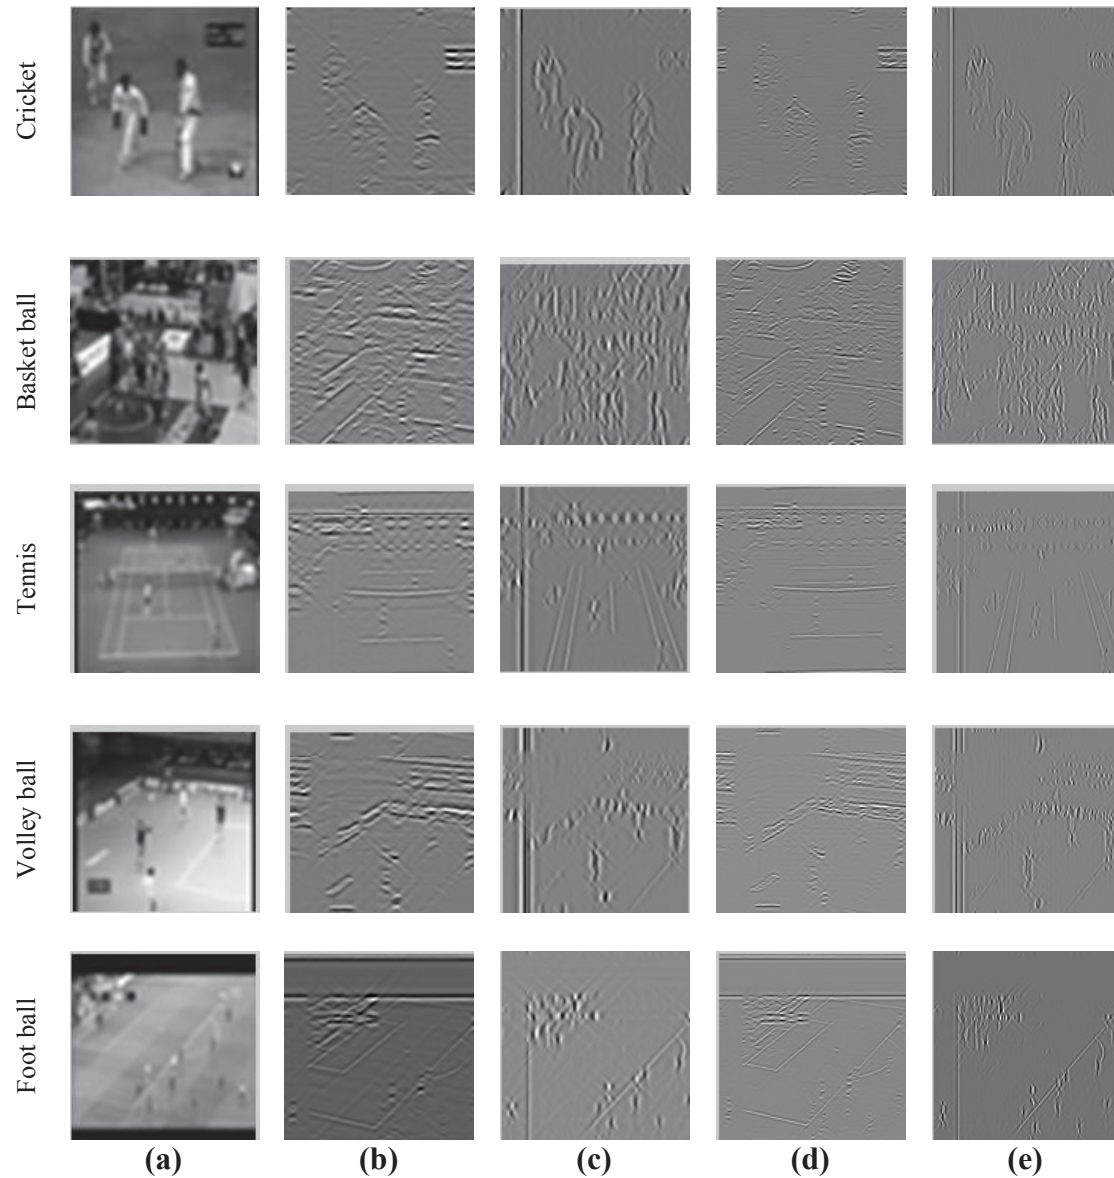 Cricket
Basket ball
Tennis
Volley ball
Foot ball
(a) (b) (c) (d) (e)